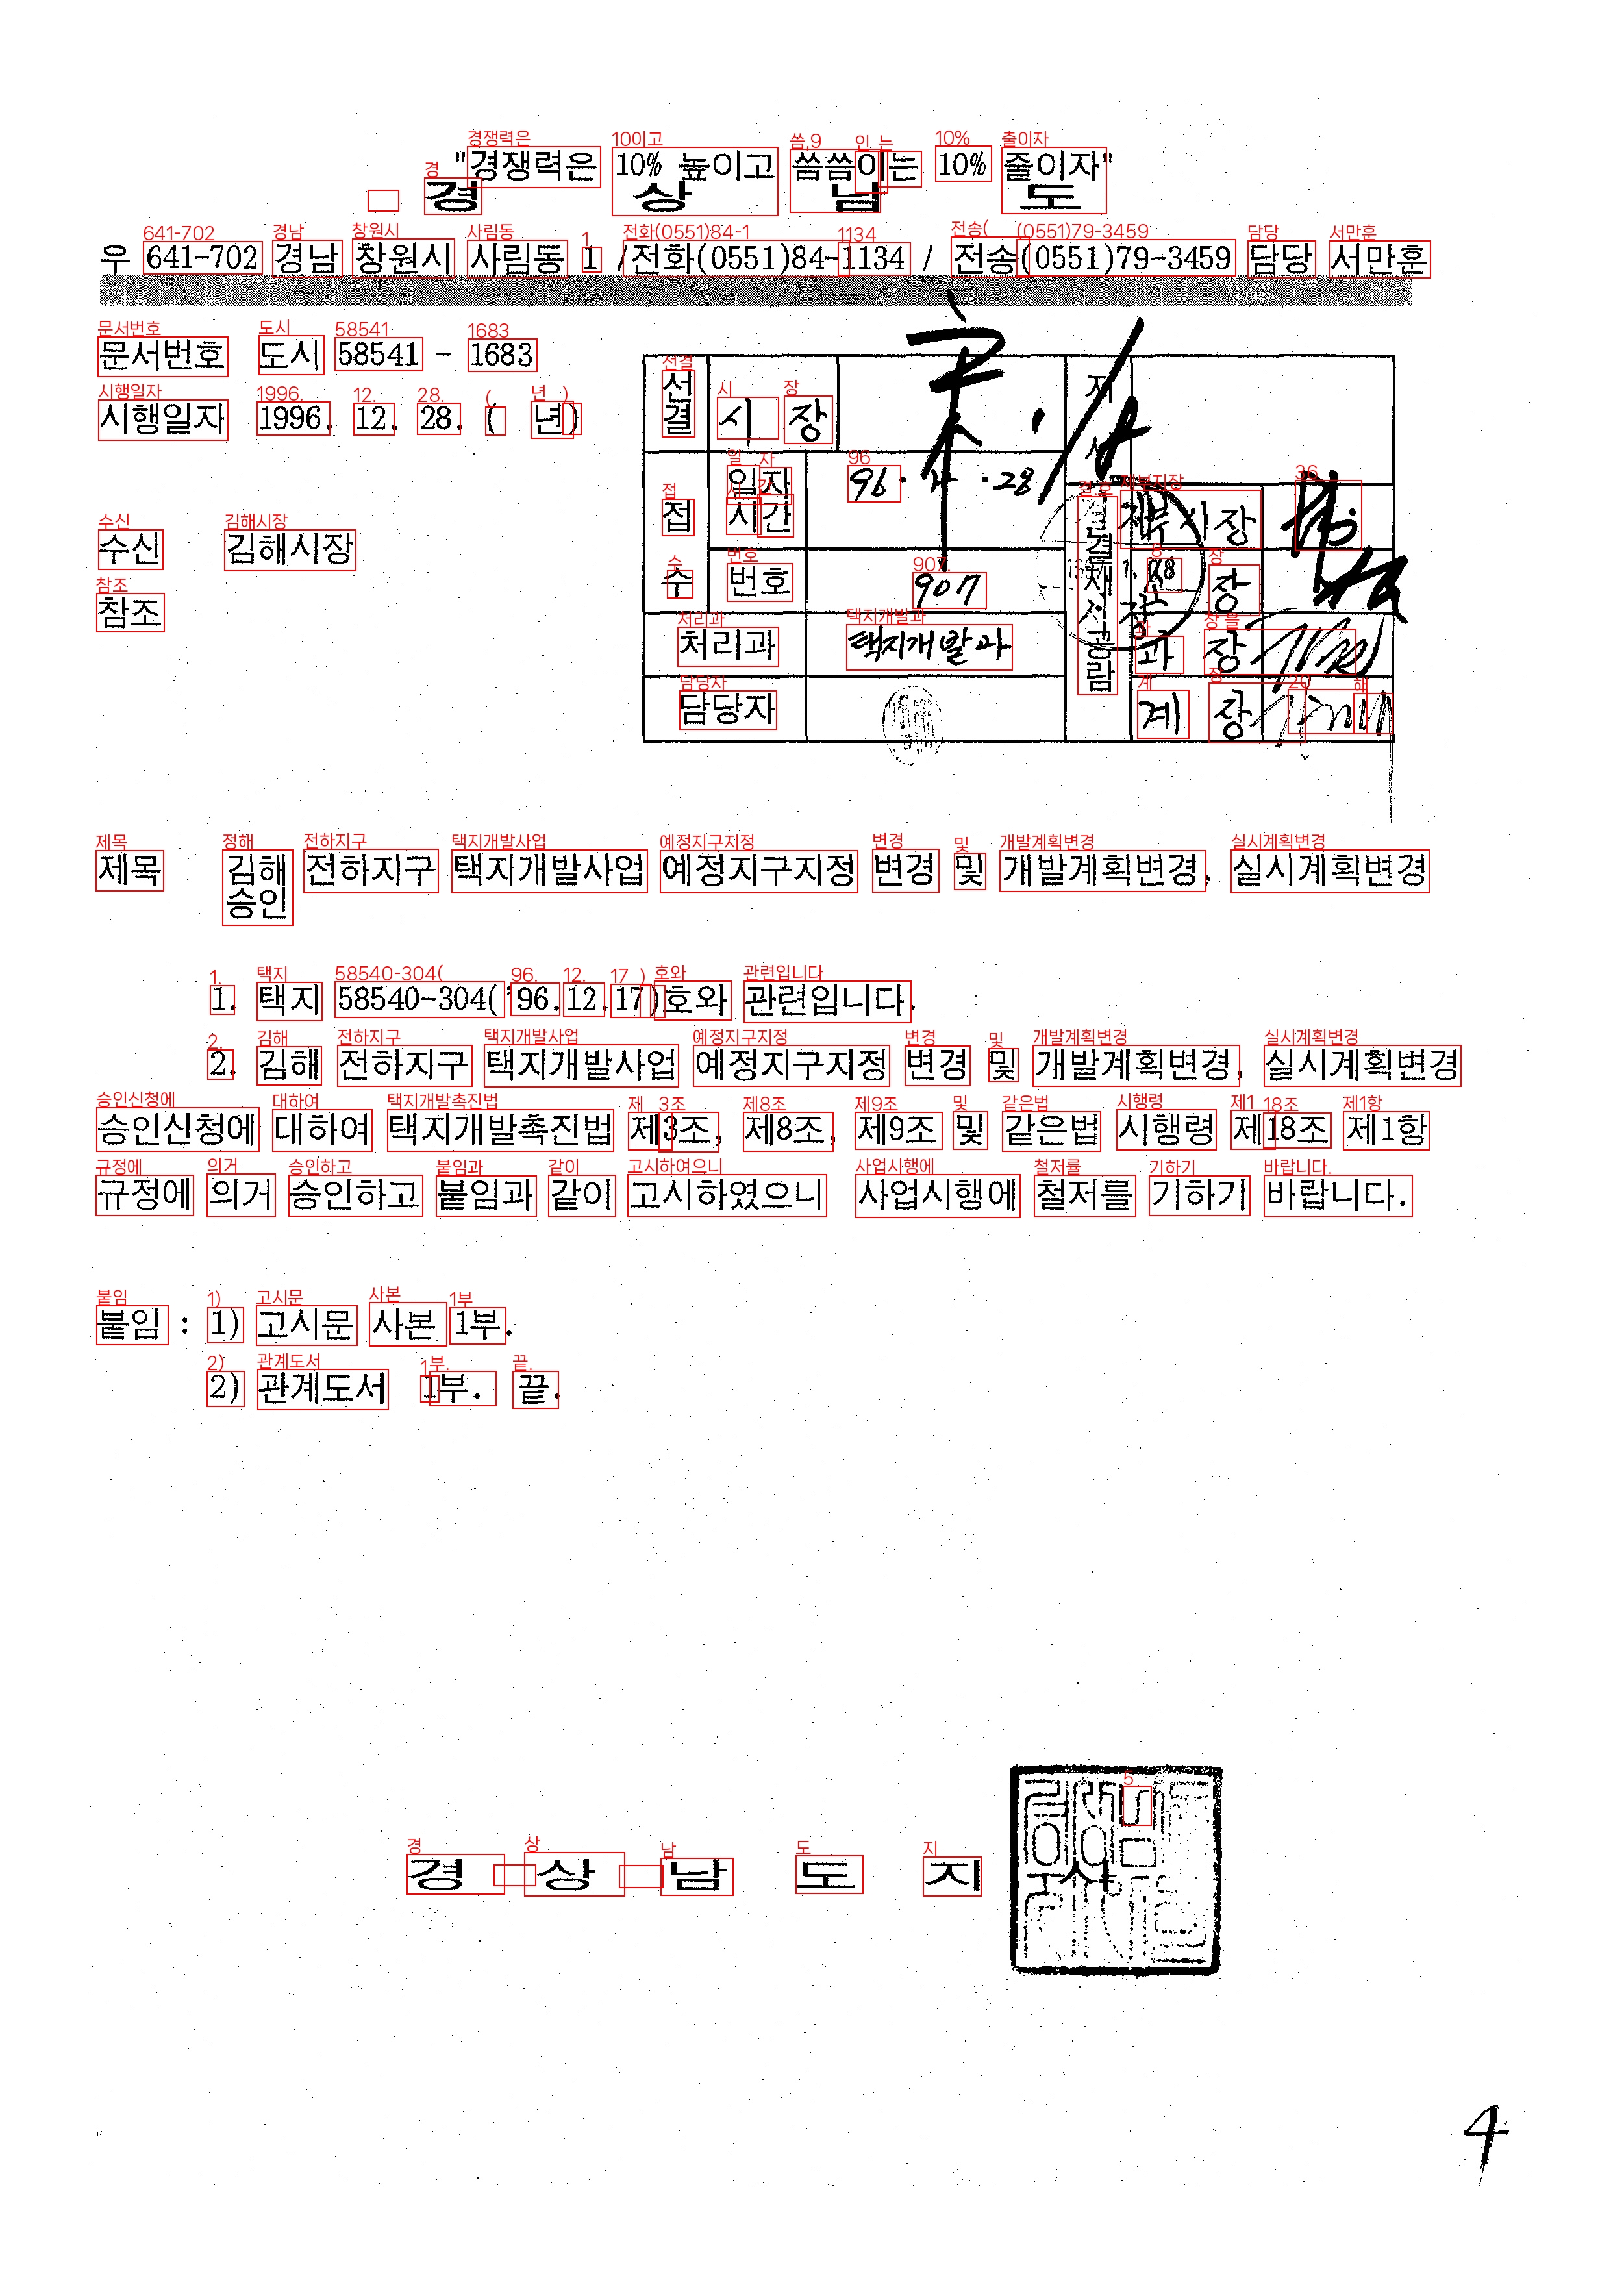 "경쟁력은 10% 높이고 씀씀이는 10% 줄이자"
경 상 남 도
우 641-702 경남 창원시 사림동 1 /전화(0551)84-1134 / 전송(0551)79-3459 담당 서만훈
문서번호 도시 58541 - 1683
시행일자 1996. 12. 28. ( 년)
수신 김해시장
참조
선결 시 장 지시
접수 일자 시간 96. 12 .28
번호 907
처리과 택지개발과
담당자
결재·공람
부시장
국 장
과 장
계 장
제목 김해 전하지구 택지개발사업 예정지구지정 변경 및 개발계획변경, 실시계획변경
승인
1. 택지 58540-304('96.12.17)호와 관련입니다.
2. 김해 전하지구 택지개발사업 예정지구지정 변경 및 개발계획변경, 실시계획변경
승인신청에 대하여 택지개발촉진법 제3조, 제8조, 제9조 및 같은법 시행령 제18조 제1항
규정에 의거 승인하고 붙임과 같이 고시하였으니 사업시행에 철저를 기하기 바랍니다.
붙임 : 1) 고시문 사본 1부.
2) 관계도서 1부. 끝.
경 상 남 도 지 사
4